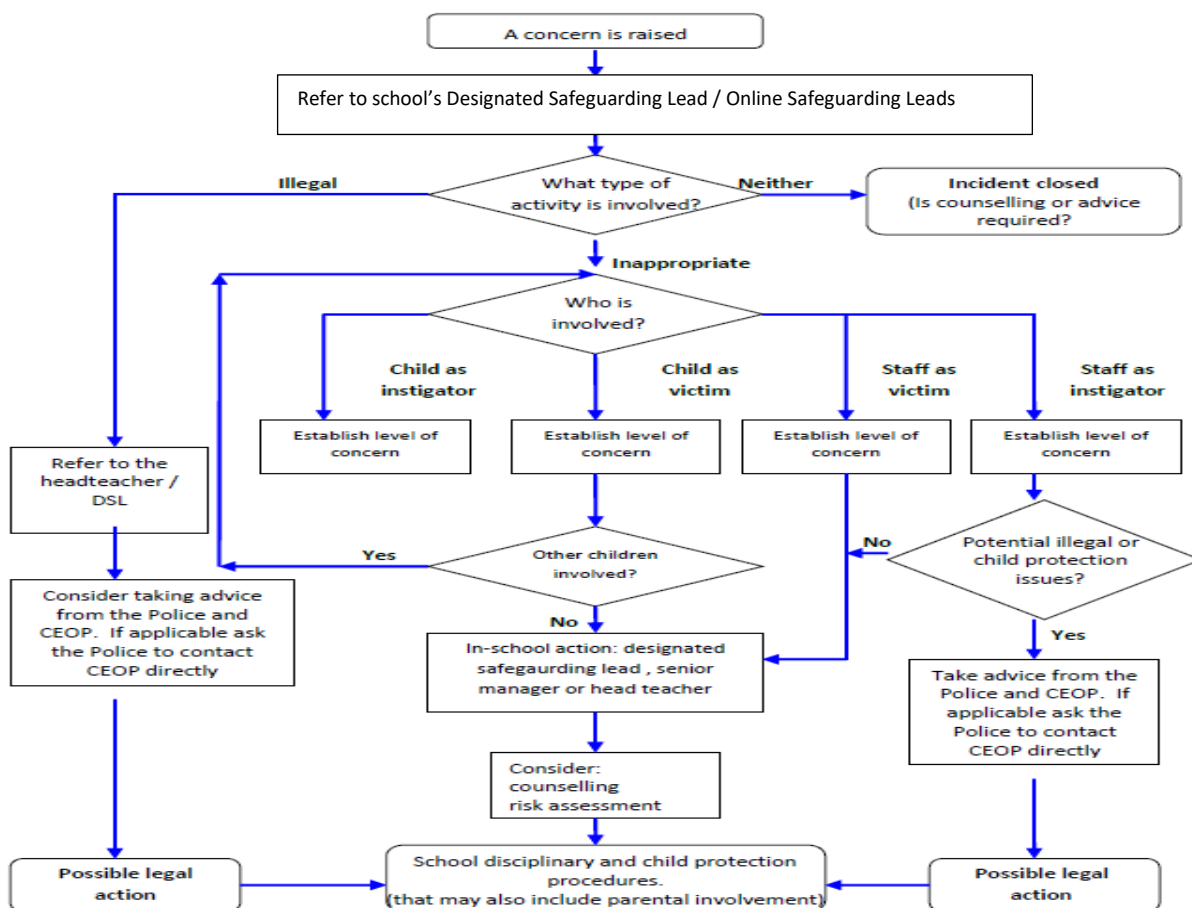 A concern is raised
Refer to school's Designated Safeguarding Lead / Online Safeguarding Leads
Illegal
What type of
activity is involved?
Neither
Incident closed
(Is counselling or advice
required?
Inappropriate
Who is
involved?
Child as
instigator
Child as
victim
Staff as
victim
Staff as
instigator
Establish level of
concern
Establish level of
concern
Establish level of
concern
Establish level of
concern
Refer to the
headteacher /
DSL
Yes
Other children
involved?
No
Potential illegal or
child protection
issues?
Consider taking advice
from the Police and
CEOP. If applicable ask
the Police to contact
CEOP directly
No
In-school action: designated
safegaurding lead , senior
manager or head teacher
Yes
Take advice from the
Police and CEOP. If
applicable ask the
Police to contact
CEOP directly
Consider:
counselling
risk assessment
Possible legal
action
School disciplinary and child protection
procedures.
(that may also include parental involvement)
Possible legal
action